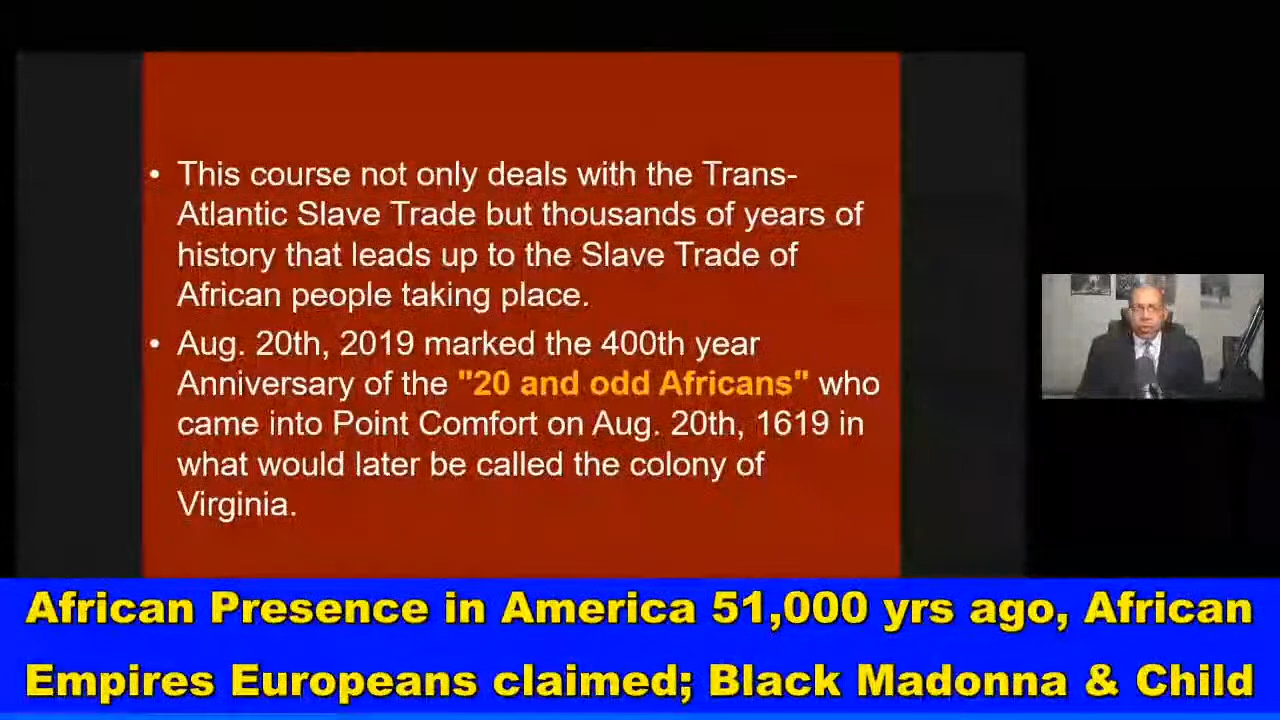 • This course not only deals with the Trans-
Atlantic Slave Trade but thousands of years of
history that leads up to the Slave Trade of
African people taking place.
• Aug. 20th, 2019 marked the 400th year
Anniversary of the "20 and odd Africans" who
came into Point Comfort on Aug. 20th, 1619 in
what would later be called the colony of
Virginia.
African Presence in America 51,000 yrs ago, African
Empires Europeans claimed; Black Madonna & Child